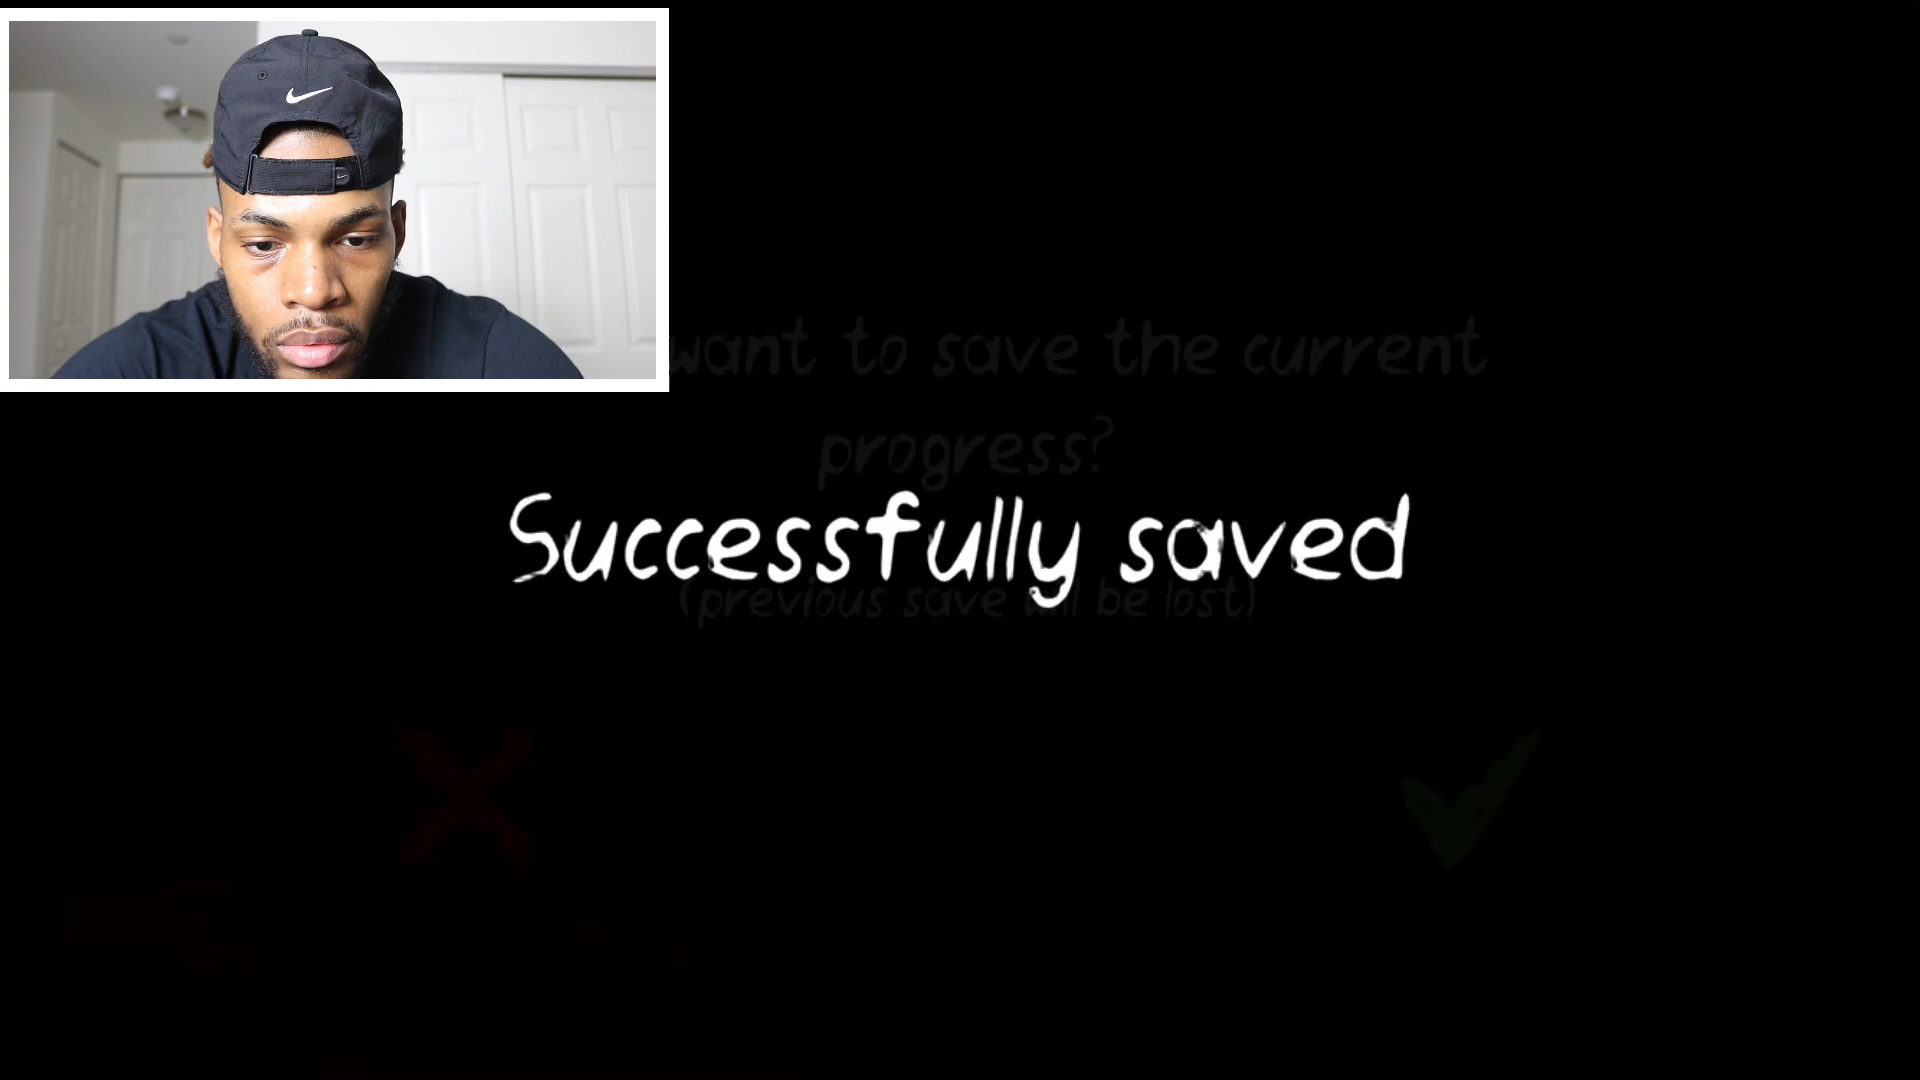 want to save the current
progress?
Successfully saved
(previous save will be lost)